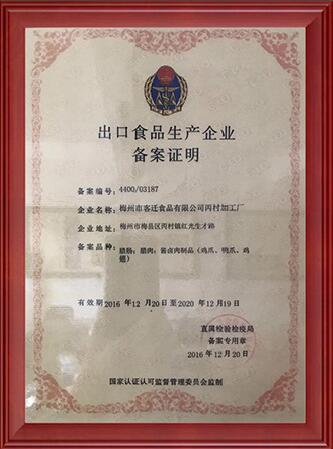 出口食品生产企业
备案证明
备案编号: 4400/03187
企业名称: 梅州市客迁食品有限公司丙村加工厂
企业地址: 梅州市梅县区丙村镇红光生才路
备案品种: 腊肠; 腊肉; 酱卤肉制品 (鸡爪、鸭爪、鸡
翅)
有效期2016 年12 月20日至2020 年12 月19日
直属检验检疫局
备案专用章
2016 年 12 月 20 日
国家认证认可监督管理委员会监制